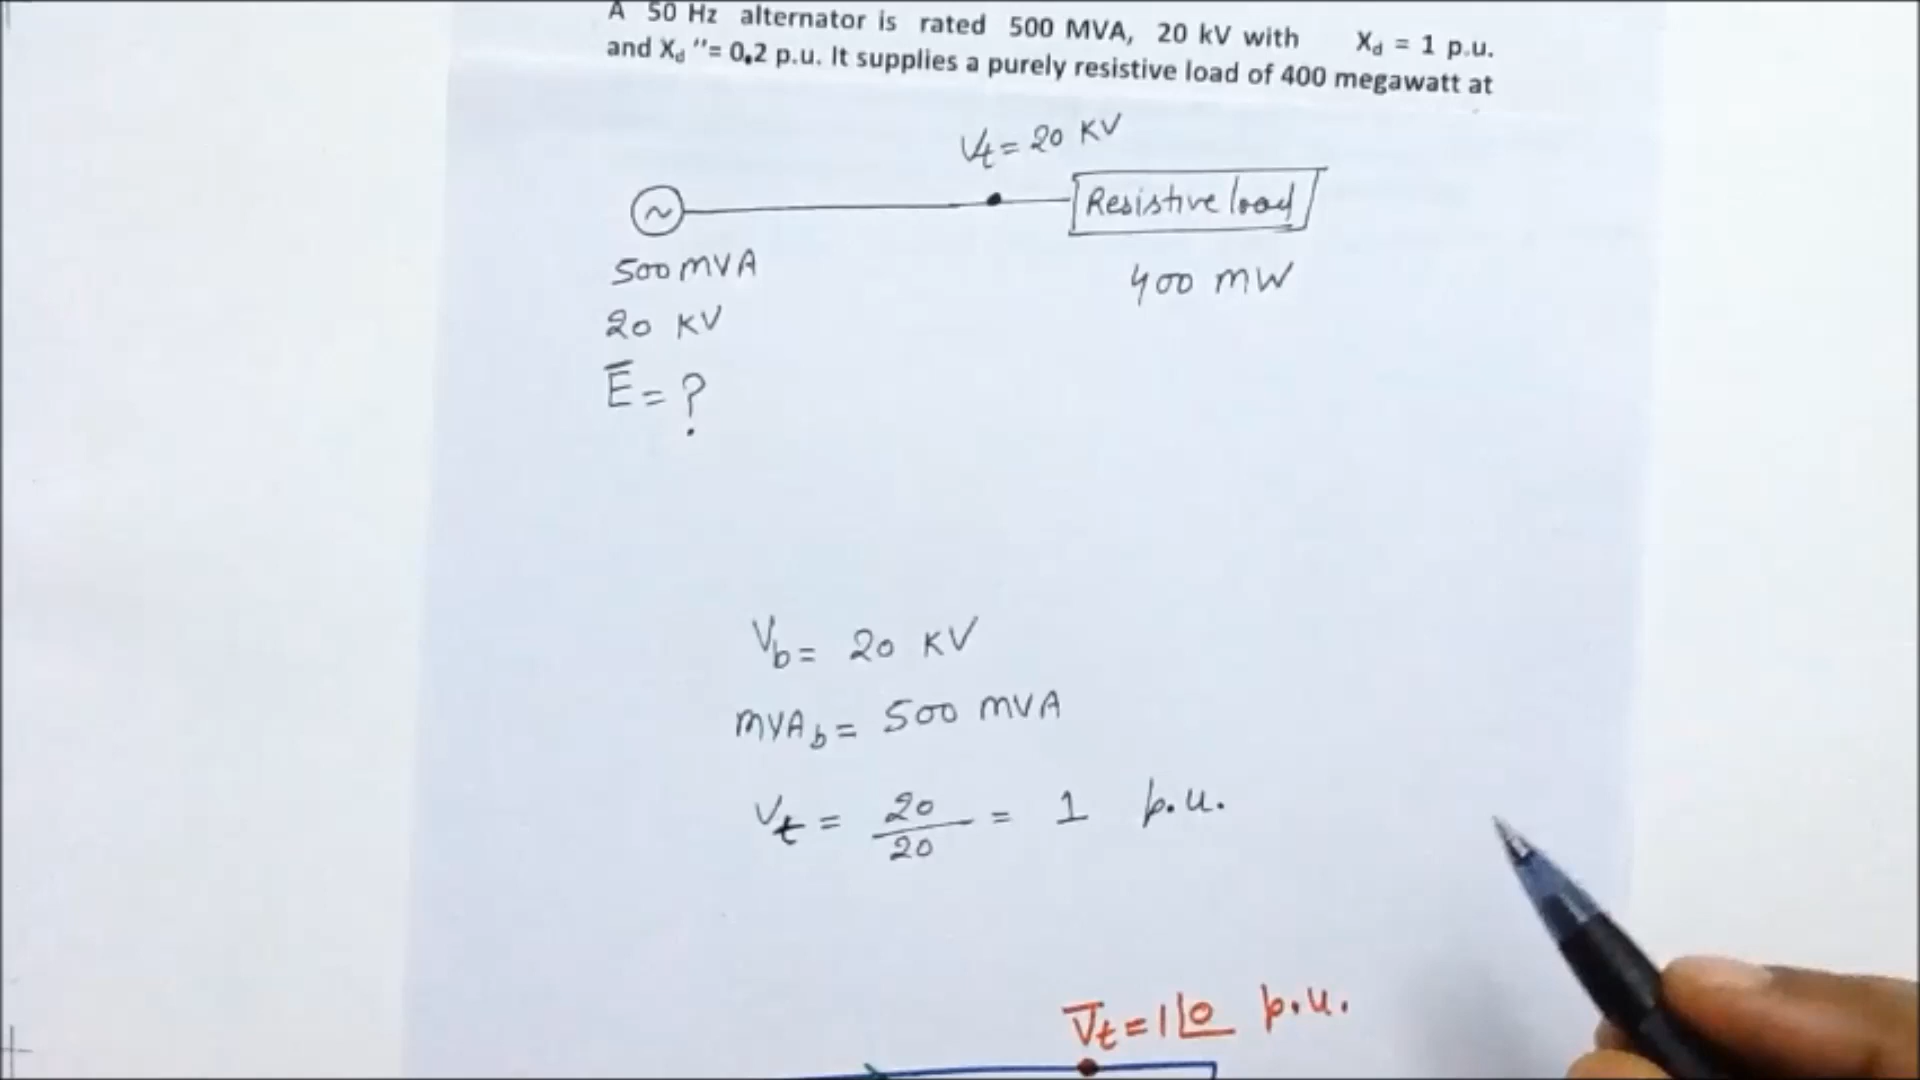 A 50 Hz alternator is rated 500 MVA, 20 kV with Xd = 1 p.u.
and Xd ''= 0.2 p.u. It supplies a purely resistive load of 400 megawatt at
Vt = 20 KV
~
Resistive load
500 MVA
400 MW
20 KV
E̅ = ?
Vb = 20 KV
MVAb = 500 MVA
Vt = 20/20 = 1 p.u.
V̅t = 1∠0 p.u.